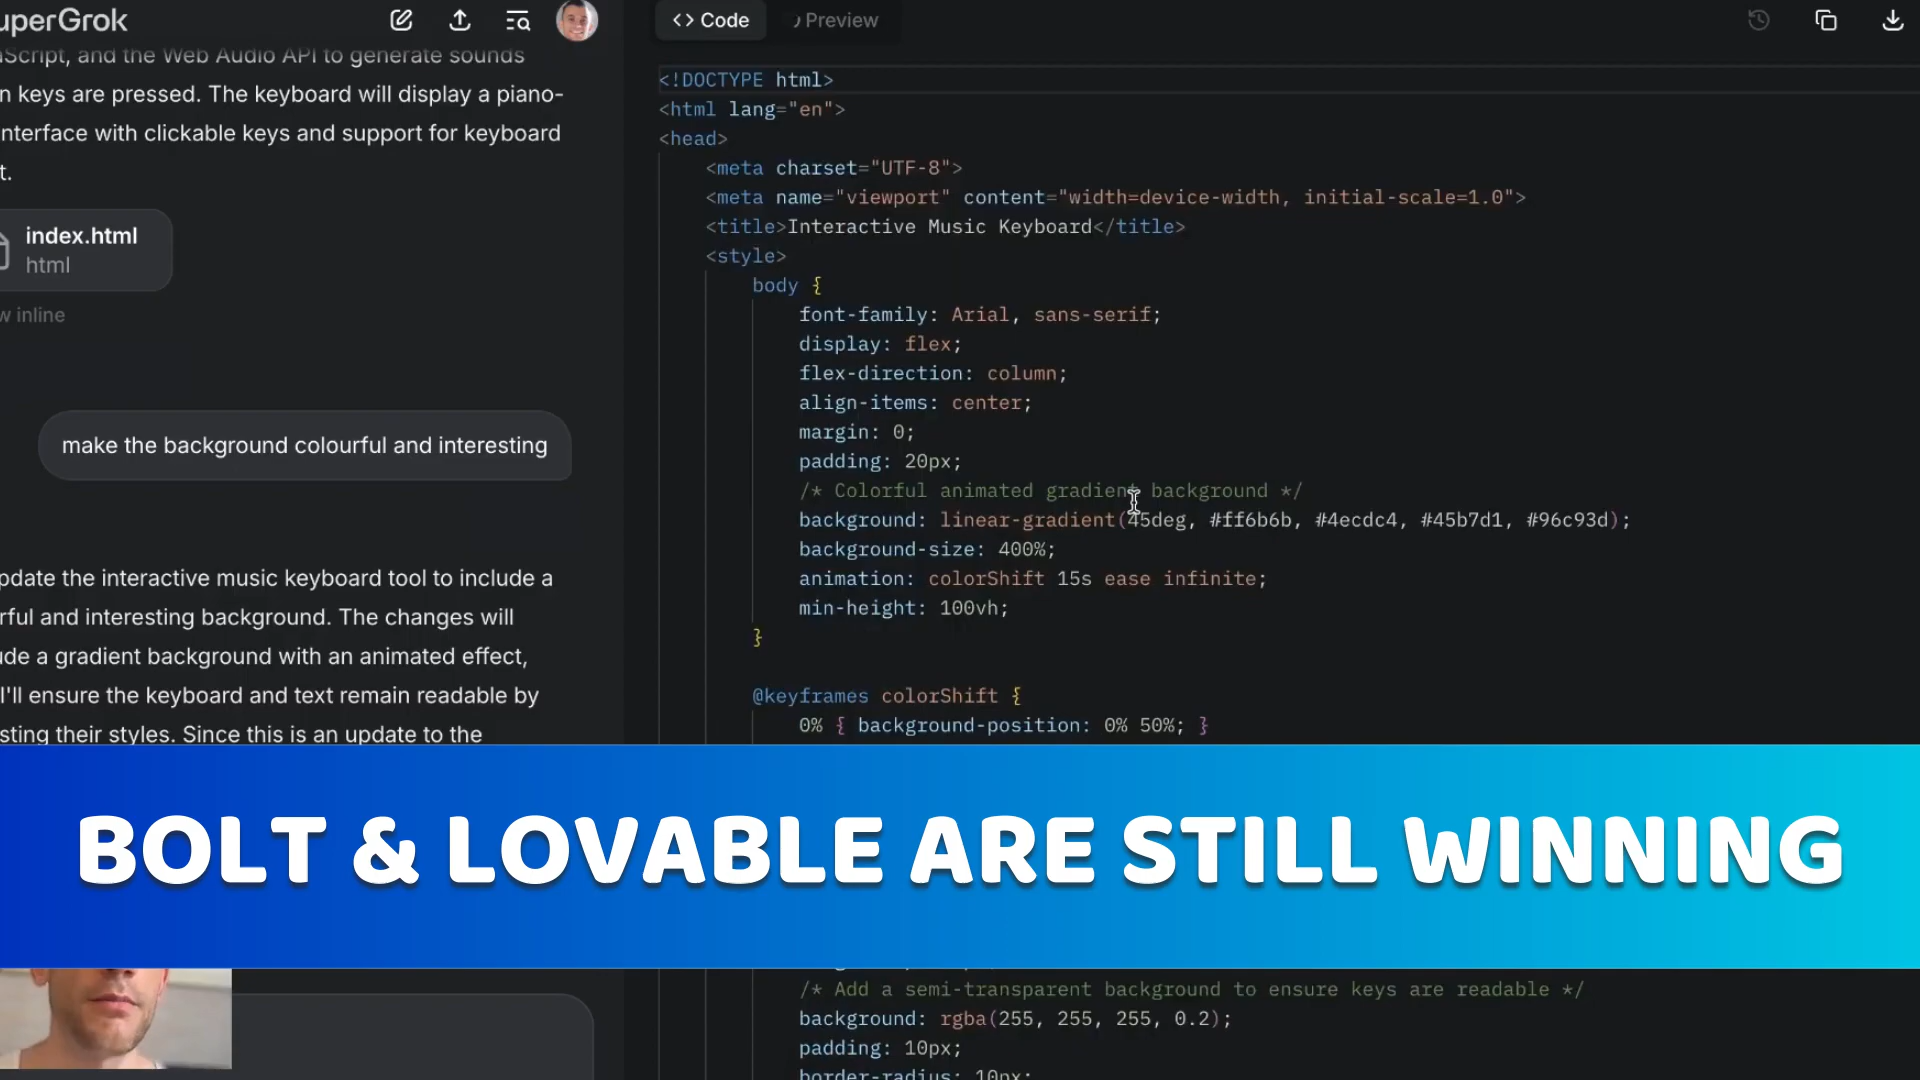 uperGrok
Script, and the Web Audio API to generate sounds
n keys are pressed. The keyboard will display a piano-
nterface with clickable keys and support for keyboard
t.
index.html
html
w inline
make the background colourful and interesting
pdate the interactive music keyboard tool to include a
rful and interesting background. The changes will
ude a gradient background with an animated effect,
I'll ensure the keyboard and text remain readable by
sting their styles. Since this is an update to the
<> Code
Preview
<!DOCTYPE html>
<html lang="en">
<head>
<meta charset="UTF-8">
<meta name="viewport" content="width=device-width, initial-scale=1.0">
<title>Interactive Music Keyboard</title>
<style>
body {
font-family: Arial, sans-serif;
display: flex;
flex-direction: column;
align-items: center;
margin: 0;
padding: 20px;
/* Colorful animated gradient background */
background: linear-gradient(45deg, #ff6b6b, #4ecdc4, #45b7d1, #96c93d);
background-size: 400%;
animation: colorShift 15s ease infinite;
min-height: 100vh;
}
@keyframes colorShift {
0% { background-position: 0% 50%; }
BOLT & LOVABLE ARE STILL WINNING
/* Add a semi-transparent background to ensure keys are readable */
background: rgba(255, 255, 255, 0.2);
padding: 10px;
border-radius: 10px;